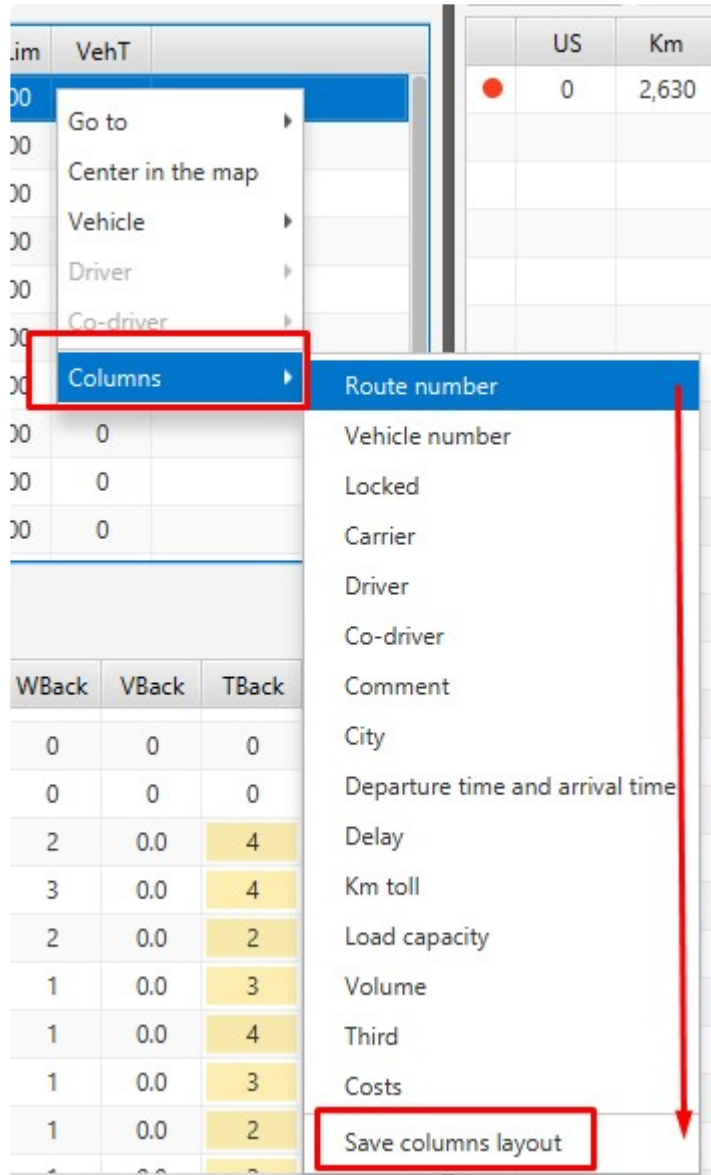 VehT
US Km
0 2,630
Go to
Center in the map
Vehicle
Driver
Co-driver
Columns
0
0
0
Route number
Vehicle number
Locked
Carrier
Driver
Co-driver
Comment
City
Departure time and arrival time
Delay
Km toll
Load capacity
Volume
Third
Costs
Save columns layout
WBack VBack TBack
0 0 0
0 0 0
2 0.0 4
3 0.0 4
2 0.0 2
1 0.0 3
1 0.0 4
1 0.0 3
1 0.0 2